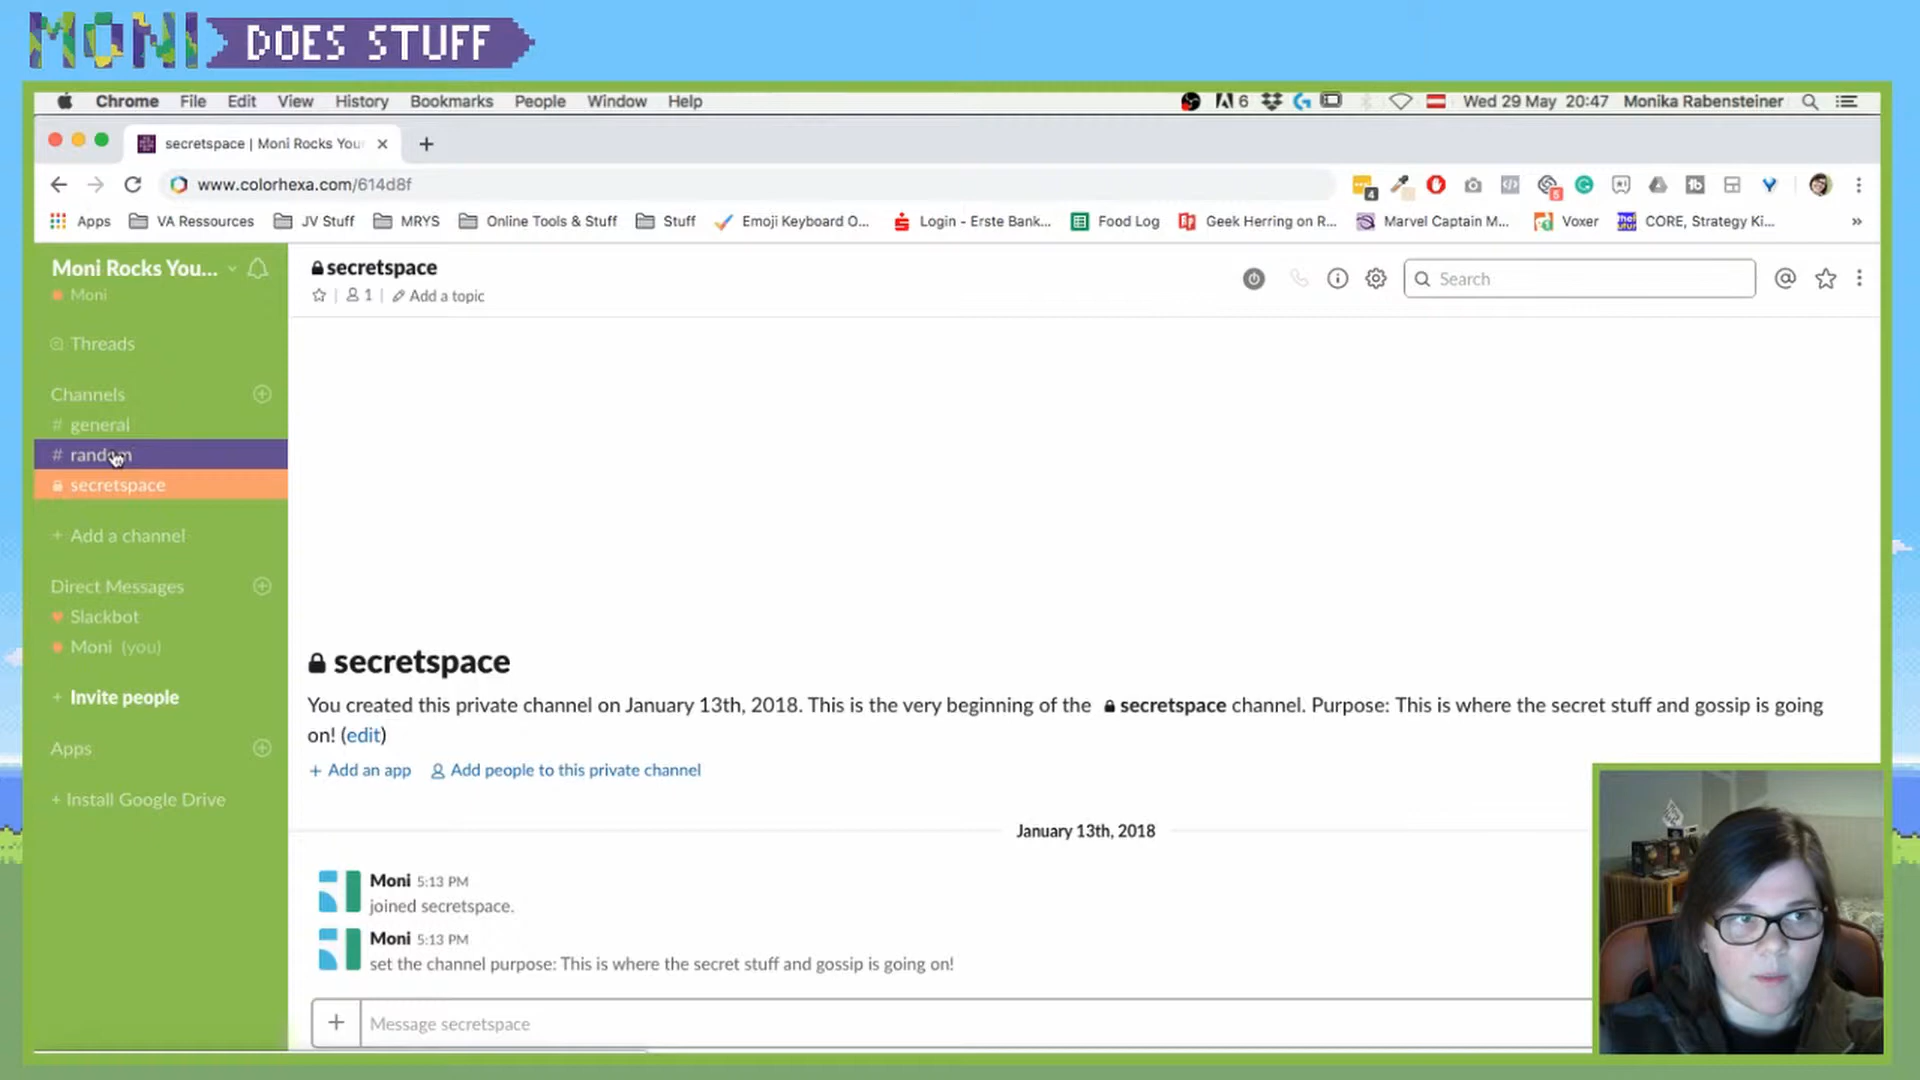 MONI DOES STUFF
Chrome File Edit View History Bookmarks People Window Help
6 Wed 29 May 20:47 Monika Rabensteiner
secretspace | Moni Rocks You
www.colorhexa.com/614d8f
4 5
Apps VA Ressources JV Stuff MRYS Online Tools & Stuff Stuff Emoji Keyboard O... Login - Erste Bank... Food Log Geek Herring on R... Marvel Captain M... Voxer CORE, Strategy Ki... »
Moni Rocks You...
Moni
Threads
Channels
# general
# random
secretspace
+ Add a channel
Direct Messages
Slackbot
Moni (you)
+ Invite people
Apps
+ Install Google Drive
secretspace
1 | Add a topic
Search
secretspace
You created this private channel on January 13th, 2018. This is the very beginning of the secretspace channel. Purpose: This is where the secret stuff and gossip is going
on! (edit)
+ Add an app Add people to this private channel
January 13th, 2018
Moni 5:13 PM
joined secretspace.
Moni 5:13 PM
set the channel purpose: This is where the secret stuff and gossip is going on!
+ Message secretspace